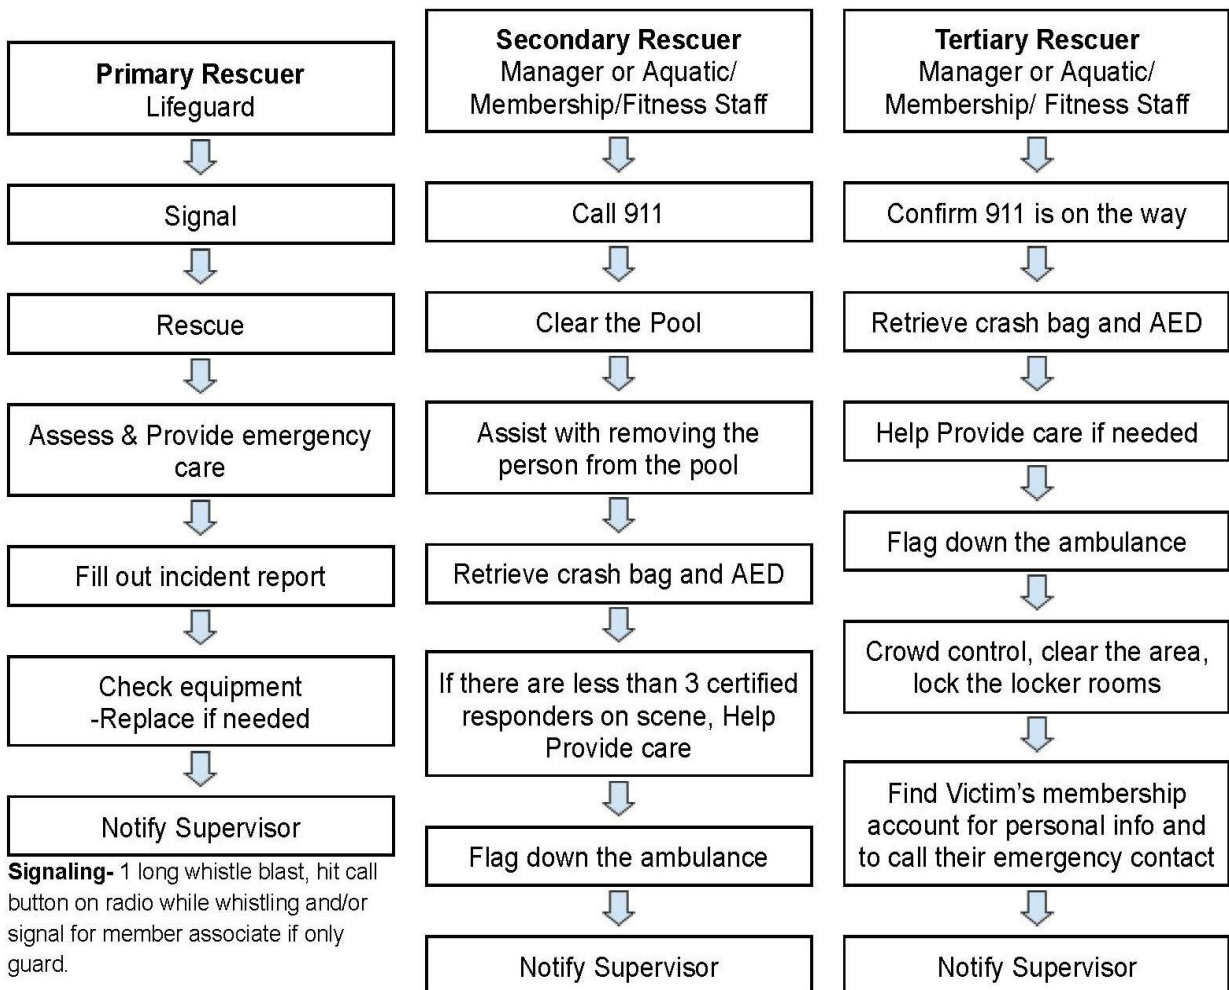 Primary Rescuer
Lifeguard
Signal
Rescue
Assess & Provide emergency
care
Fill out incident report
Check equipment
-Replace if needed
Notify Supervisor
Signaling- 1 long whistle blast, hit call
button on radio while whistling and/or
signal for member associate if only
guard.
Secondary Rescuer
Manager or Aquatic/
Membership/Fitness Staff
Call 911
Clear the Pool
Assist with removing the
person from the pool
Retrieve crash bag and AED
If there are less than 3 certified
responders on scene, Help
Provide care
Flag down the ambulance
Notify Supervisor
Tertiary Rescuer
Manager or Aquatic/
Membership/ Fitness Staff
Confirm 911 is on the way
Retrieve crash bag and AED
Help Provide care if needed
Flag down the ambulance
Crowd control, clear the area,
lock the locker rooms
Find Victim's membership
account for personal info and
to call their emergency contact
Notify Supervisor